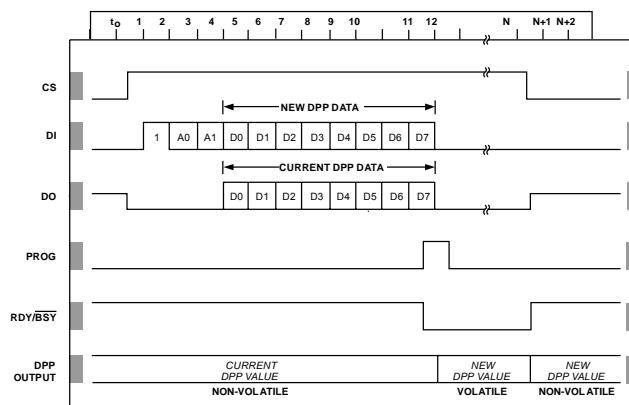 to 1 2 3 4 5 6 7 8 9 10 11 12 N N+1 N+2
CS
NEW DPP DATA
DI 1 A0 A1 D0 D1 D2 D3 D4 D5 D6 D7
CURRENT DPP DATA
DO D0 D1 D2 D3 D4 D5 D6 D7
PROG
RDY/BSY
DPP OUTPUT
CURRENT DPP VALUE
NEW DPP VALUE
NEW DPP VALUE
NON-VOLATILE VOLATILE NON-VOLATILE